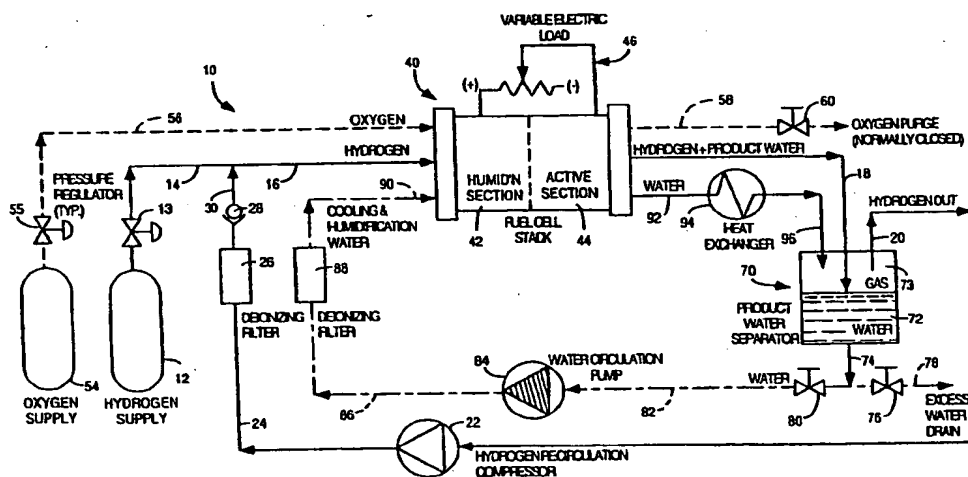 VARIABLE ELECTRIC
LOAD
46
10
40
(+)
(-)
56
OXYGEN
58
60
OXYGEN PURGE
(NORMALLY CLOSED)
HYDROGEN
HYDROGEN+PRODUCT WATER
PRESSURE
REGULATOR
(TYP.)
14
16
13
55
30
28
90
HUMID'N
SECTION
ACTIVE
SECTION
WATER
92
94
18
HYDROGEN OUT
COOLING &
HUMIDIFICATION
WATER
42
FUEL CELL
STACK
44
HEAT
EXCHANGER
96
20
26
88
70
GAS
73
DEIONIZING
FILTER
DEIONIZING
FILTER
PRODUCT
WATER
SEPARATOR
72
WATER
84
WATER CIRCULATION
PUMP
74
78
WATER
54
12
OXYGEN
SUPPLY
HYDROGEN
SUPPLY
24
86
82
80
76
EXCESS
WATER
DRAIN
22
HYDROGEN RECIRCULATION
COMPRESSOR